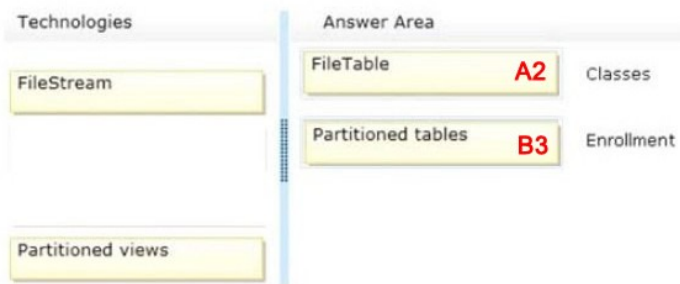 Technologies
Answer Area
FileStream
FileTable A2 Classes
Partitioned tables B3 Enrollment
Partitioned views